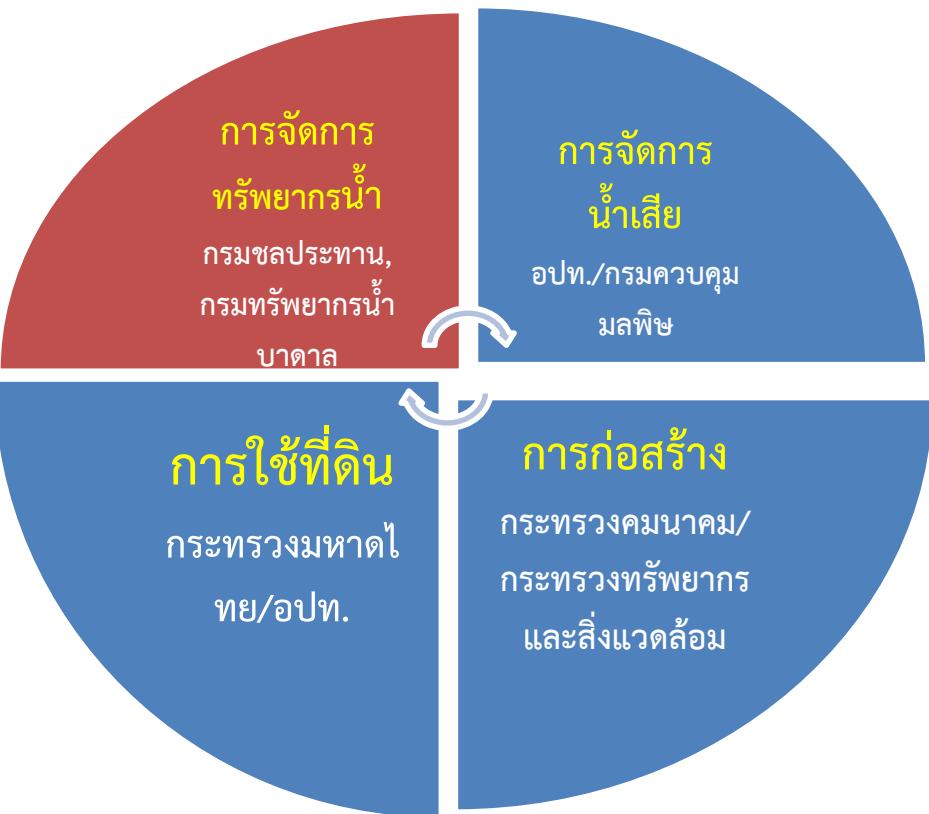 การจัดการ
ทรัพยากรน้ำ
กรมชลประทาน,
กรมทรัพยากรน้ำ
บาดาล
การจัดการ
น้ำเสีย
อปท./กรมควบคุม
มลพิษ
การใช้ที่ดิน
กระทรวงมหาดไ
ทย/อปท.
การก่อสร้าง
กระทรวงคมนาคม/
กระทรวงทรัพยากร
และสิ่งแวดล้อม